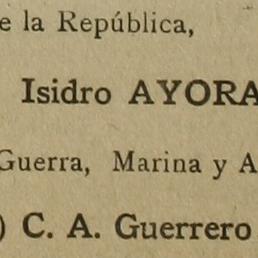 e la República,
Isidro AYORA
Guerra, Marina y A
) C. A. Guerrero